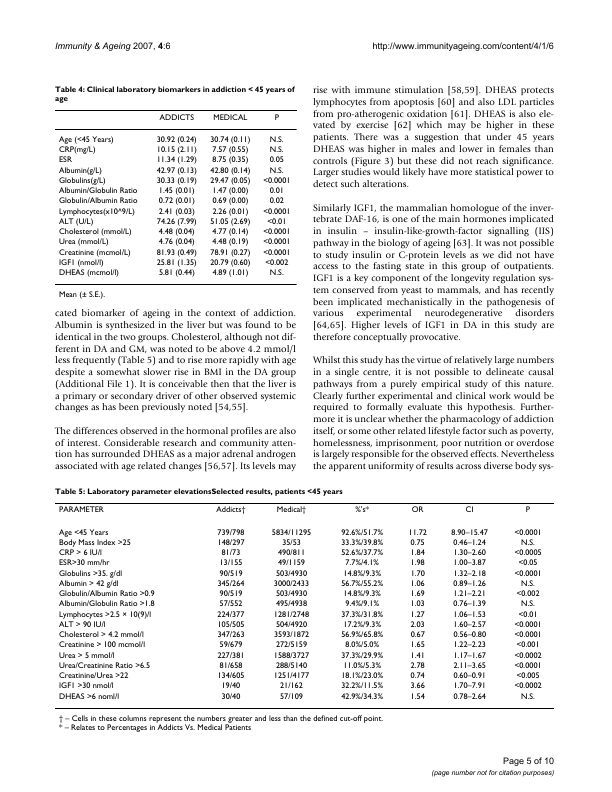 Immunity & Ageing 2007, 4:6
http://www.immunityageing.com/content/4/1/6
Table 4: Clinical laboratory biomarkers in addiction < 45 years of
age
ADDICTS MEDICAL P
Age (<45 Years) 30.92 (0.24) 30.74 (0.11) N.S.
CRP(mg/L) 10.15 (2.11) 7.57 (0.55) N.S.
ESR 11.34 (1.29) 8.75 (0.35) 0.05
Albumin(g/L) 42.97 (0.13) 42.80 (0.14) N.S.
Globulins(g/L) 30.33 (0.19) 29.47 (0.05) <0.0001
Albumin/Globulin Ratio 1.45 (0.01) 1.47 (0.00) 0.01
Globulin/Albumin Ratio 0.72 (0.01) 0.69 (0.00) 0.02
Lymphocytes(x10^9/L) 2.41 (0.03) 2.26 (0.01) <0.0001
ALT (U/L) 74.26 (7.99) 51.05 (2.69) <0.01
Cholesterol (mmol/L) 4.48 (0.04) 4.77 (0.14) <0.0001
Urea (mmol/L) 4.76 (0.04) 4.48 (0.19) <0.0001
Creatinine (mcmol/L) 81.93 (0.49) 78.91 (0.27) <0.0001
IGF1 (nmol/l) 25.81 (1.35) 20.79 (0.60) <0.002
DHEAS (mcmol/l) 5.81 (0.44) 4.89 (1.01) N.S.
Mean (± S.E.).
cated biomarker of ageing in the context of addiction.
Albumin is synthesized in the liver but was found to be
identical in the two groups. Cholesterol, although not dif-
ferent in DA and GM, was noted to be above 4.2 mmol/l
less frequently (Table 5) and to rise more rapidly with age
despite a somewhat slower rise in BMI in the DA group
(Additional File 1). It is conceivable then that the liver is
a primary or secondary driver of other observed systemic
changes as has been previously noted [54,55].
The differences observed in the hormonal profiles are also
of interest. Considerable research and community atten-
tion has surrounded DHEAS as a major adrenal androgen
associated with age related changes [56,57]. Its levels may
rise with immune stimulation [58,59]. DHEAS protects
lymphocytes from apoptosis [60] and also LDL particles
from pro-atherogenic oxidation [61]. DHEAS is also ele-
vated by exercise [62] which may be higher in these
patients. There was a suggestion that under 45 years
DHEAS was higher in males and lower in females than
controls (Figure 3) but these did not reach significance.
Larger studies would likely have more statistical power to
detect such alterations.
Similarly IGF1, the mammalian homologue of the inver-
tebrate DAF-16, is one of the main hormones implicated
in insulin – insulin-like-growth-factor signalling (IIS)
pathway in the biology of ageing [63]. It was not possible
to study insulin or C-protein levels as we did not have
access to the fasting state in this group of outpatients.
IGF1 is a key component of the longevity regulation sys-
tem conserved from yeast to mammals, and has recently
been implicated mechanistically in the pathogenesis of
various experimental neurodegenerative disorders
[64,65]. Higher levels of IGF1 in DA in this study are
therefore conceptually provocative.
Whilst this study has the virtue of relatively large numbers
in a single centre, it is not possible to delineate causal
pathways from a purely empirical study of this nature.
Clearly further experimental and clinical work would be
required to formally evaluate this hypothesis. Further-
more it is unclear whether the pharmacology of addiction
itself, or some other related lifestyle factor such as poverty,
homelessness, imprisonment, poor nutrition or overdose
is largely responsible for the observed effects. Nevertheless
the apparent uniformity of results across diverse body sys-
Table 5: Laboratory parameter elevationsSelected results, patients <45 years
PARAMETER Addicts† Medical† %'s* OR CI P
Age <45 Years 739/798 5834/11295 92.6%/51.7% 11.72 8.90–15.47 <0.0001
Body Mass Index >25 148/297 35/53 33.3%/39.8% 0.75 0.46–1.24 N.S.
CRP > 6 IU/l 81/73 490/811 52.6%/37.7% 1.84 1.30–2.60 <0.0005
ESR>30 mm/hr 13/155 49/1159 7.7%/4.1% 1.98 1.00–3.87 <0.05
Globulins >35. g/dl 90/519 503/4930 14.8%/9.3% 1.70 1.32–2.18 <0.0001
Albumin > 42 g/dl 345/264 3000/2433 56.7%/55.2% 1.06 0.89–1.26 N.S.
Globulin/Albumin Ratio >0.9 90/519 503/4930 14.8%/9.3% 1.69 1.21–2.21 <0.002
Albumin/Globulin Ratio >1.8 57/552 495/4938 9.4%/9.1% 1.03 0.76–1.39 N.S.
Lymphocytes >2.5 × 10(9)/l 224/377 1281/2748 37.3%/31.8% 1.27 1.06–1.53 <0.01
ALT > 90 IU/l 105/505 504/4920 17.2%/9.3% 2.03 1.60–2.57 <0.0001
Cholesterol > 4.2 mmol/l 347/263 3593/1872 56.9%/65.8% 0.67 0.56–0.80 <0.0001
Creatinine > 100 mcmol/l 59/679 272/5159 8.0%/5.0% 1.65 1.22–2.23 <0.001
Urea > 5 mmol/l 227/381 1588/3727 37.3%/29.9% 1.41 1.17–1.67 <0.0002
Urea/Creatinine Ratio >6.5 81/658 288/5140 11.0%/5.3% 2.78 2.11–3.65 <0.0001
Creatinine/Urea >22 134/605 1251/4177 18.1%/23.0% 0.74 0.60–0.91 <0.005
IGF1 >30 nmol/l 19/40 21/162 32.2%/11.5% 3.66 1.70–7.91 <0.0002
DHEAS >6 noml/l 30/40 57/109 42.9%/34.3% 1.54 0.78–2.64 N.S.
† – Cells in these columns represent the numbers greater and less than the defined cut-off point.
* – Relates to Percentages in Addicts Vs. Medical Patients
Page 5 of 10
(page number not for citation purposes)